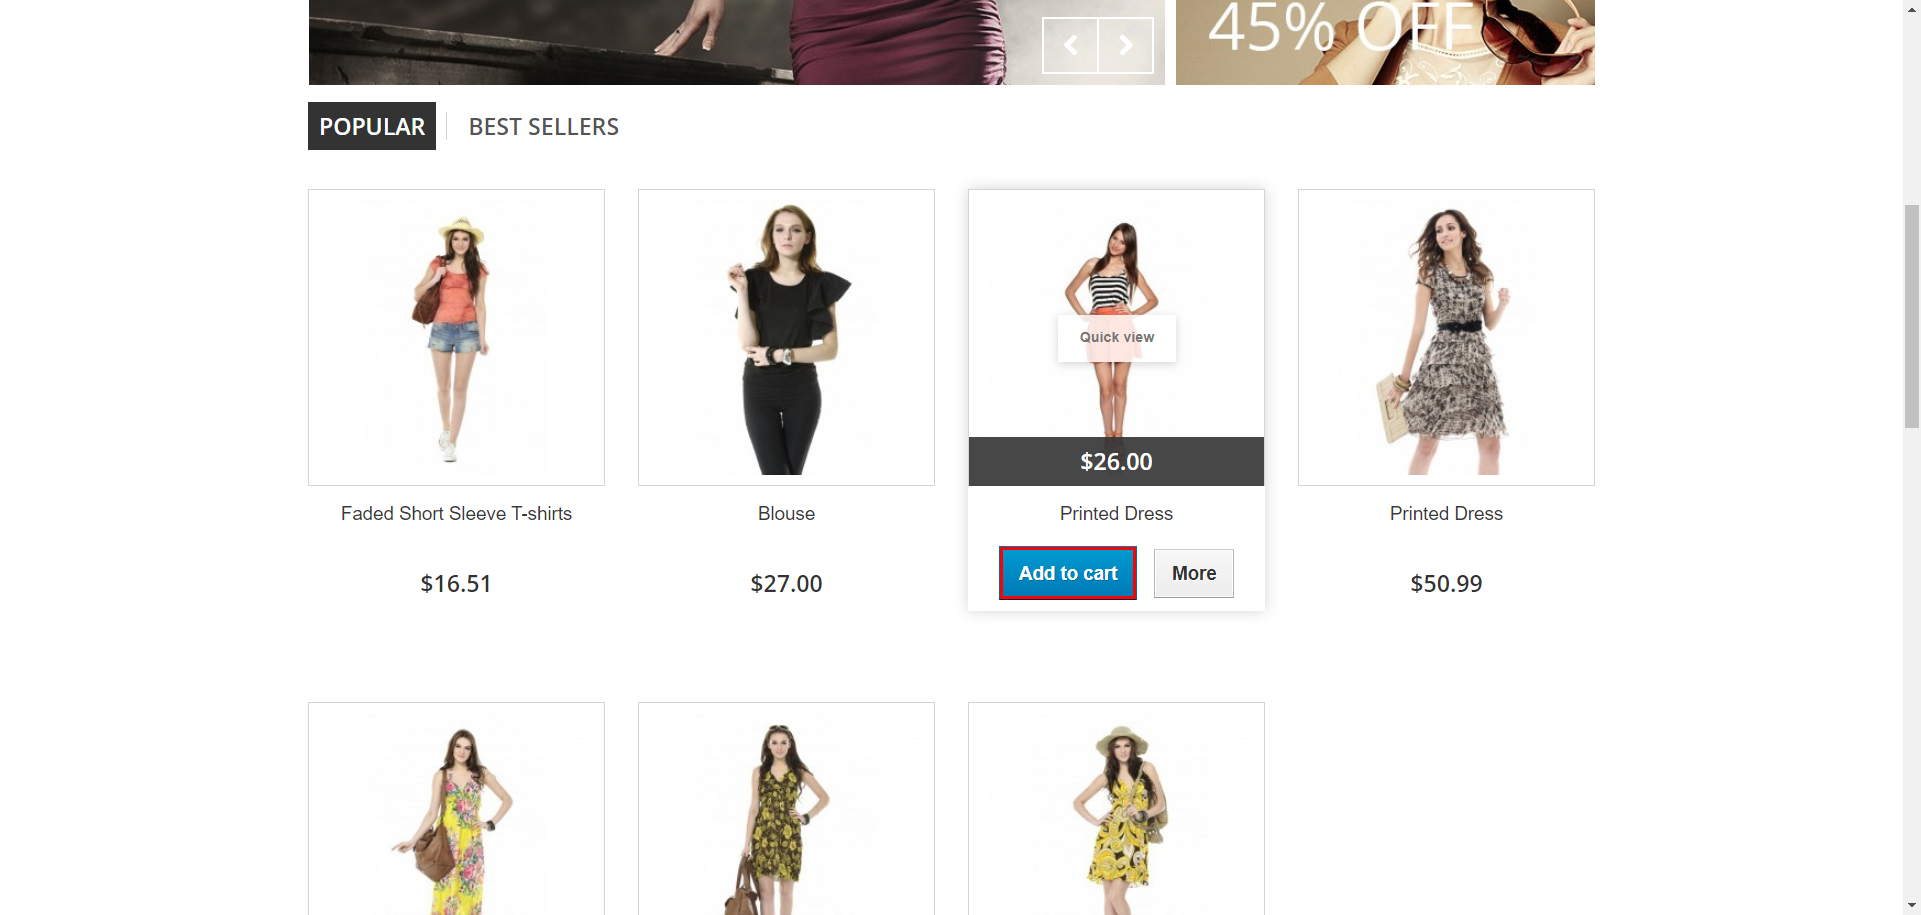 45% OFF
POPULAR
BEST SELLERS
Quick view
$26.00
Faded Short Sleeve T-shirts
Blouse
Printed Dress
Printed Dress
Add to cart
More
$16.51
$27.00
$50.99